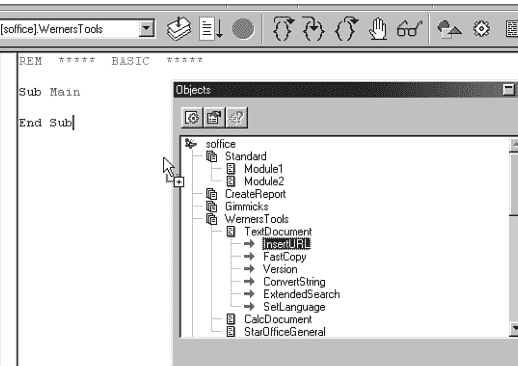 [soffice].WernersTools
REM ***** BASIC *****
Sub Main
End Sub
Objects
soffice
Standard
Module1
Module2
CreateReport
Gimmicks
WernersTools
TextDocument
InsertURL
FastCopy
Version
ConvertString
ExtendedSearch
SetLanguage
CalcDocument
StarOfficeGeneral